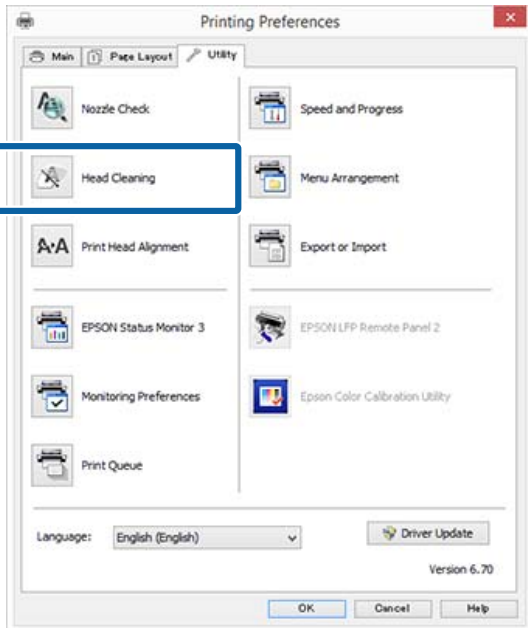 Printing Preferences
Main
Page Layout
Utility
Nozzle Check
Speed and Progress
Head Cleaning
Menu Arrangement
A·A Print Head Alignment
Export or Import
EPSON Status Monitor 3
EPSON LFP Remote Panel 2
Monitoring Preferences
Epson Color Calibration Utility
Print Queue
Language: English (English)
Driver Update
Version 6.70
OK
Cancel
Help